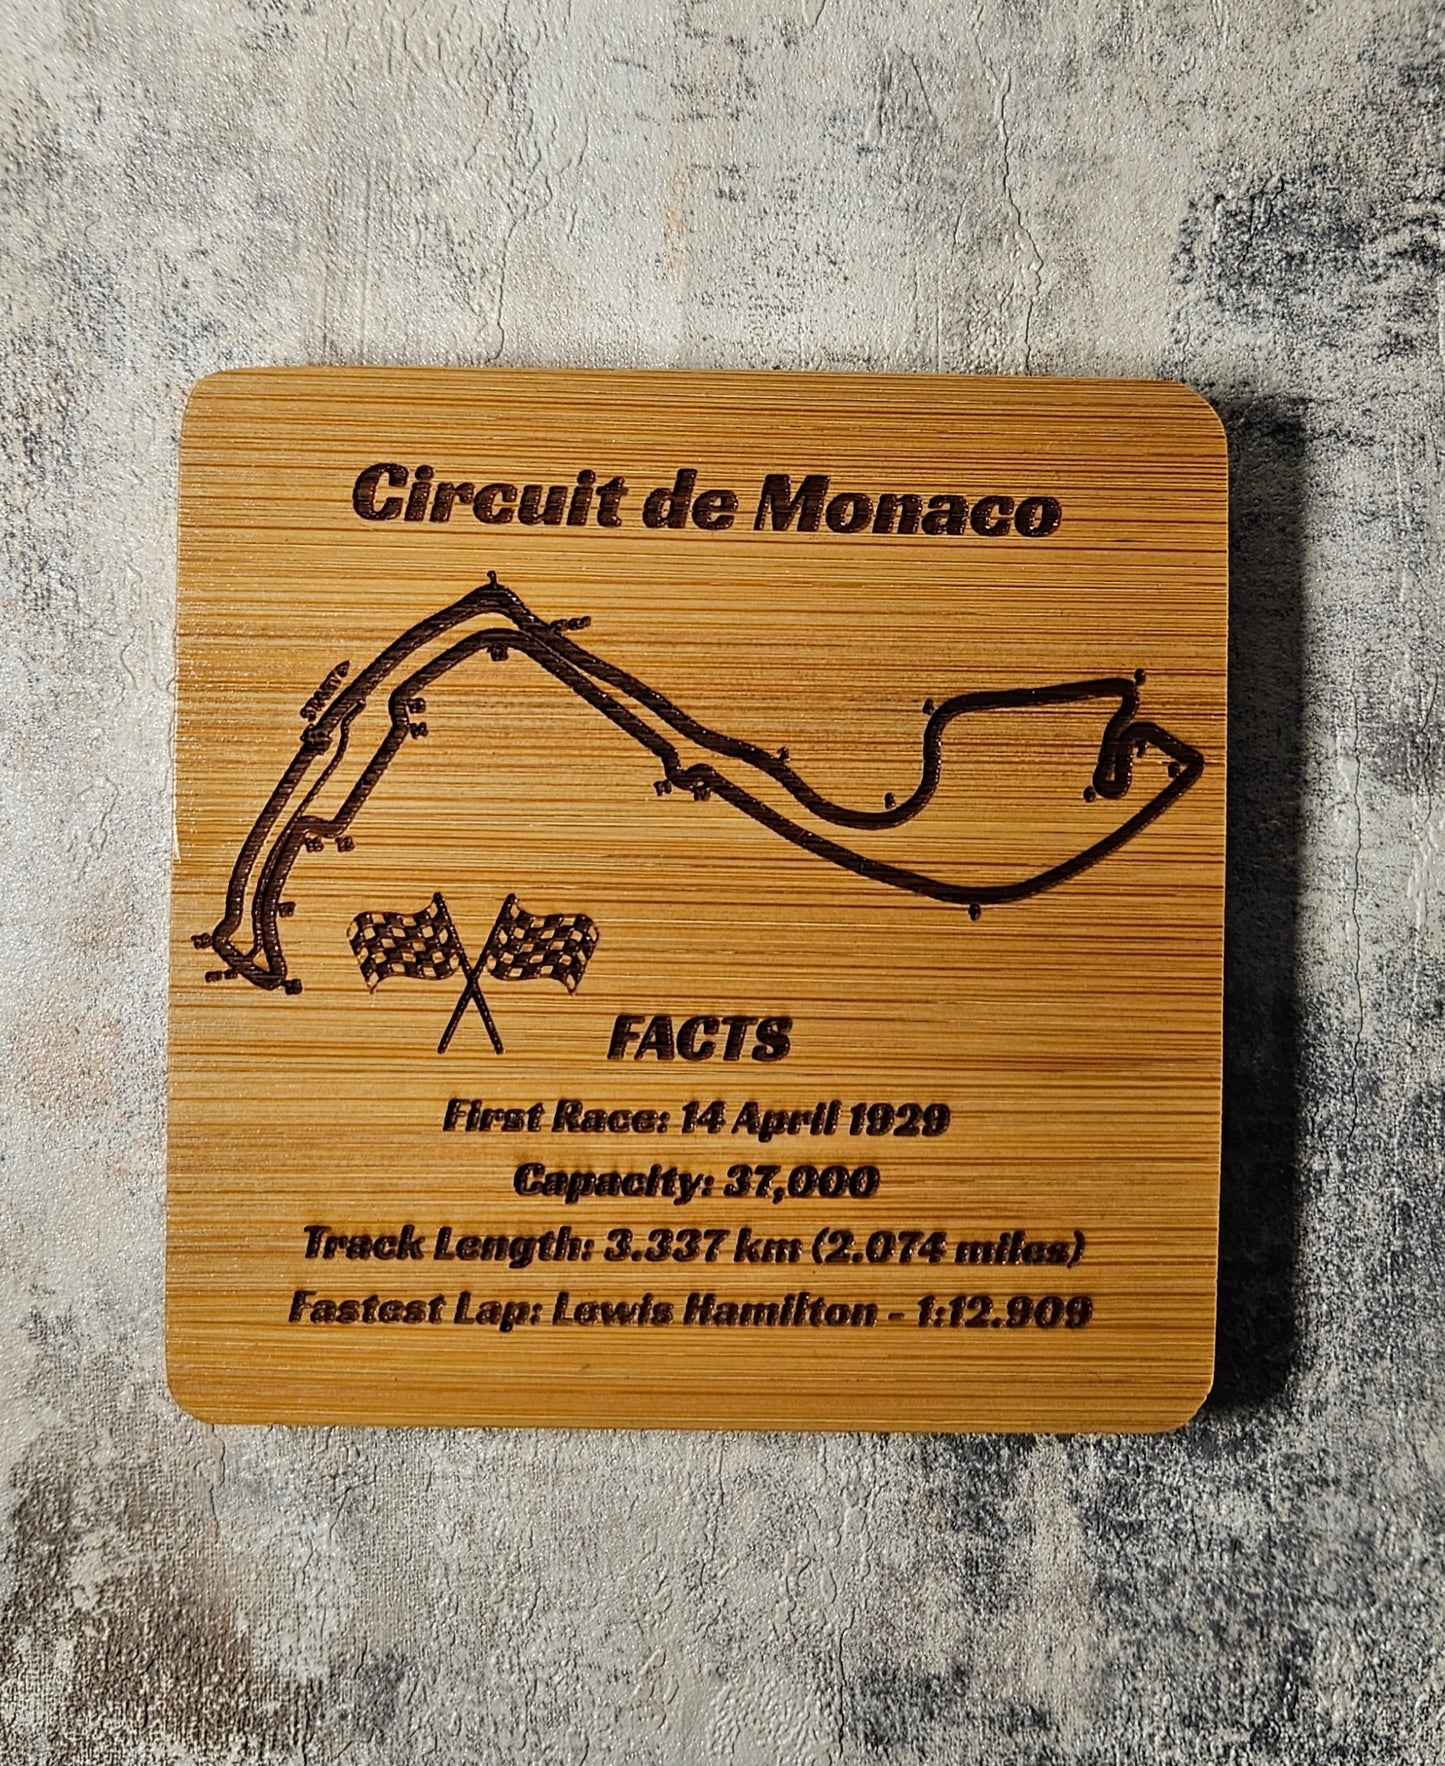 Circuit de Monaco
START
FACTS
First Race: 14 April 1929
Capacity: 37,000
Track Length: 3.337 km (2.074 miles)
Fastest Lap: Lewis Hamilton - 1:12.909